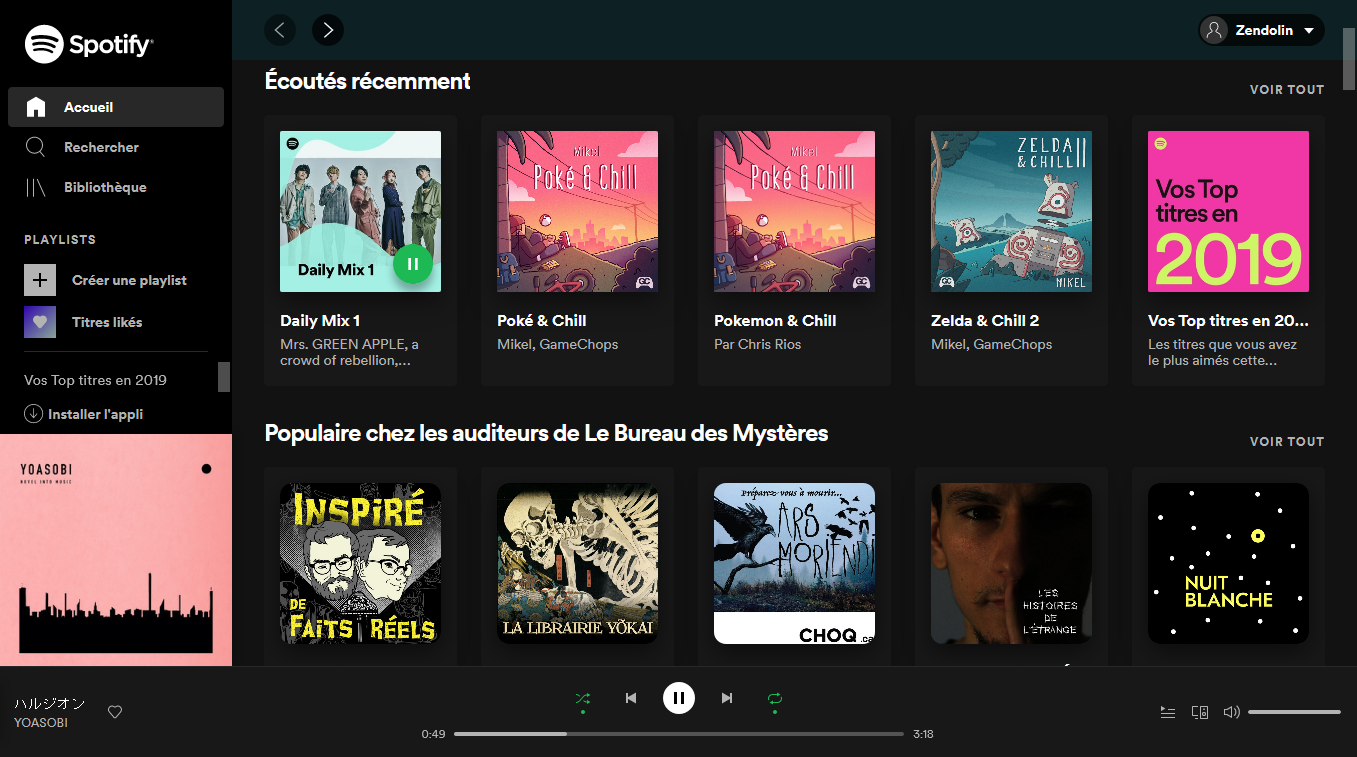 Spotify
Accueil
Rechercher
Bibliothèque
PLAYLISTS
Créer une playlist
Titres likés
Vos Top titres en 2019
Installer l'appli
YOASOBI
NOVEL INTO MUSIC
Zendolin
Écoutés récemment
VOIR TOUT
Daily Mix 1
Mikel
Poké & Chill
Mikel
Poké & Chill
ZELDA
& CHILL II
MIKEL
Vos Top
titres en
2019
Daily Mix 1
Mrs. GREEN APPLE, a
crowd of rebellion,...
Poké & Chill
Mikel, GameChops
Pokemon & Chill
Par Chris Rios
Zelda & Chill 2
Mikel, GameChops
Vos Top titres en 20...
Les titres que vous avez
le plus aimés cette...
Populaire chez les auditeurs de Le Bureau des Mystères
VOIR TOUT
INSPIRÉ
DE
FAITS RÉELS
LA LIBRAIRIE YŌKAI
Préparez-vous à mourir...
ARS
MORIENDI
CHOQ.ca
LES
HISTOIRES
DE
L'ÉTRANGE
NUIT
BLANCHE
ハルジオン
YOASOBI
0:49
3:18